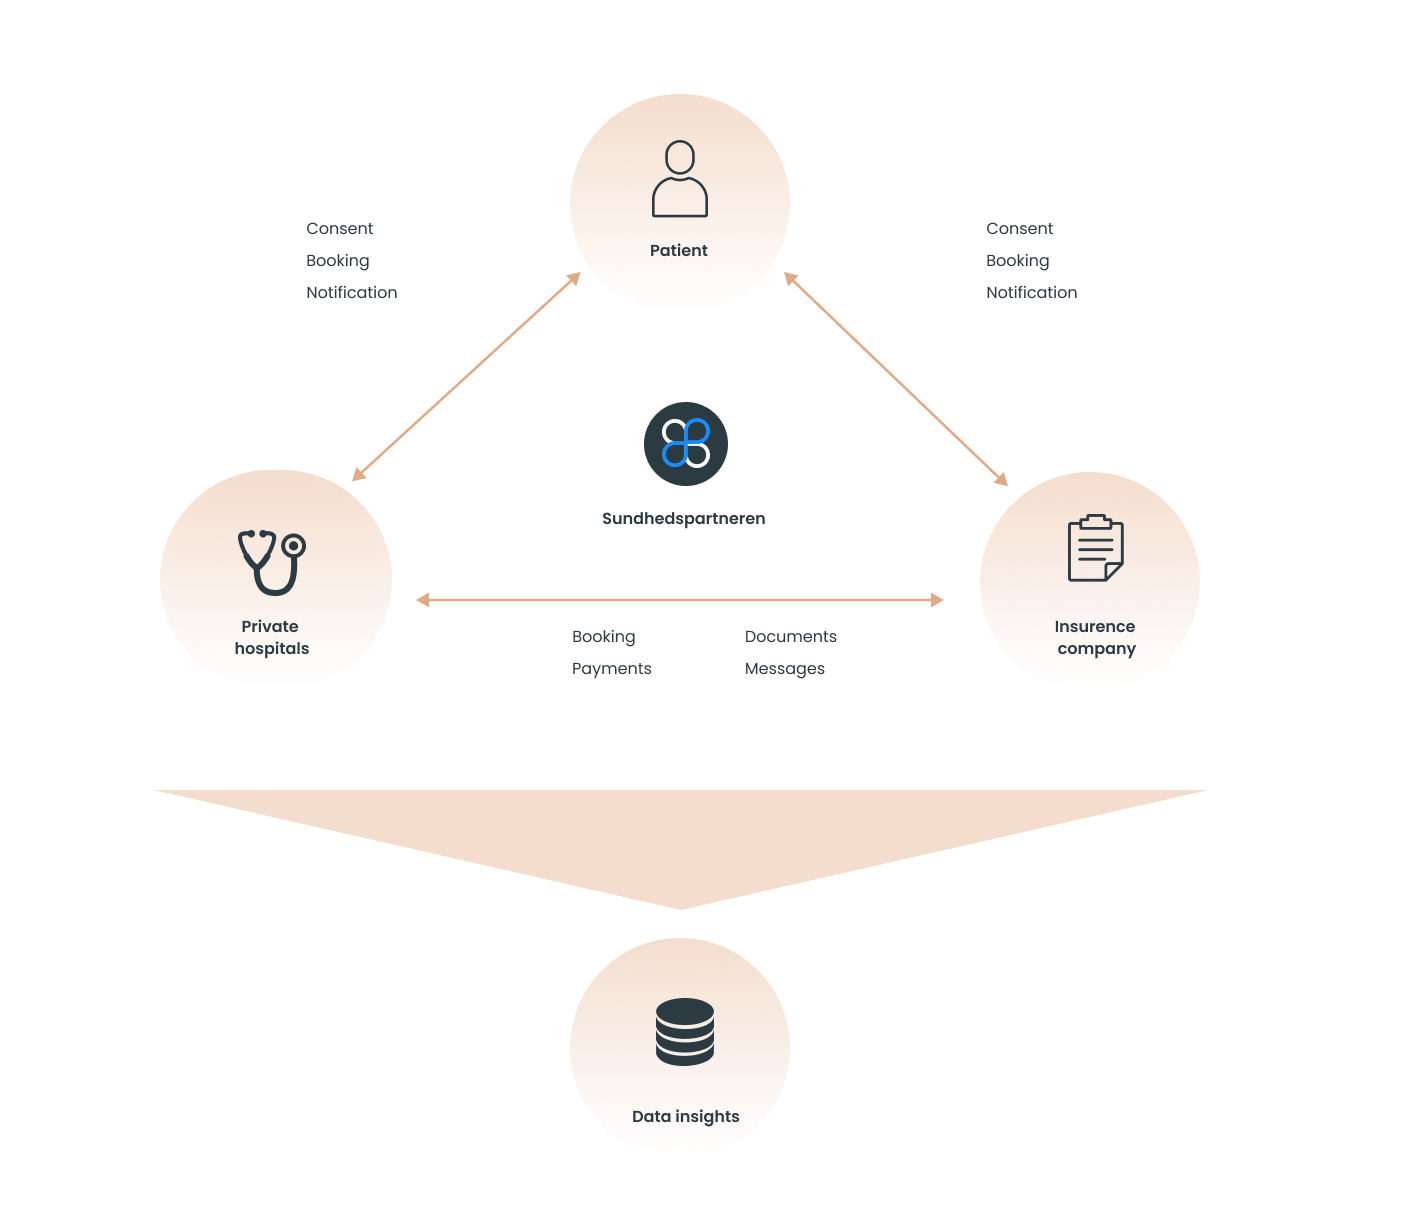 Patient
Consent
Booking
Notification
Consent
Booking
Notification
Sundhedspartneren
Private
hospitals
Insurence
company
Booking
Payments
Documents
Messages
Data insights